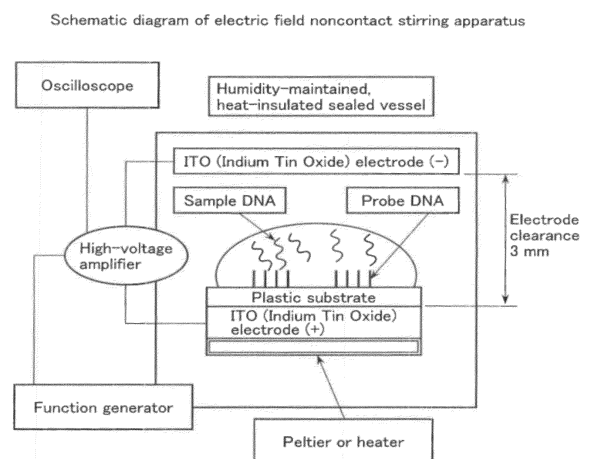 Schematic diagram of electric field noncontact stirring apparatus
Oscilloscope
Humidity-maintained,
heat-insulated sealed vessel
ITO (Indium Tin Oxide) electrode (-)
Sample DNA
Probe DNA
Electrode
clearance
3 mm
High-voltage
amplifier
Plastic substrate
ITO (Indium Tin Oxide)
electrode (+)
Function generator
Peltier or heater